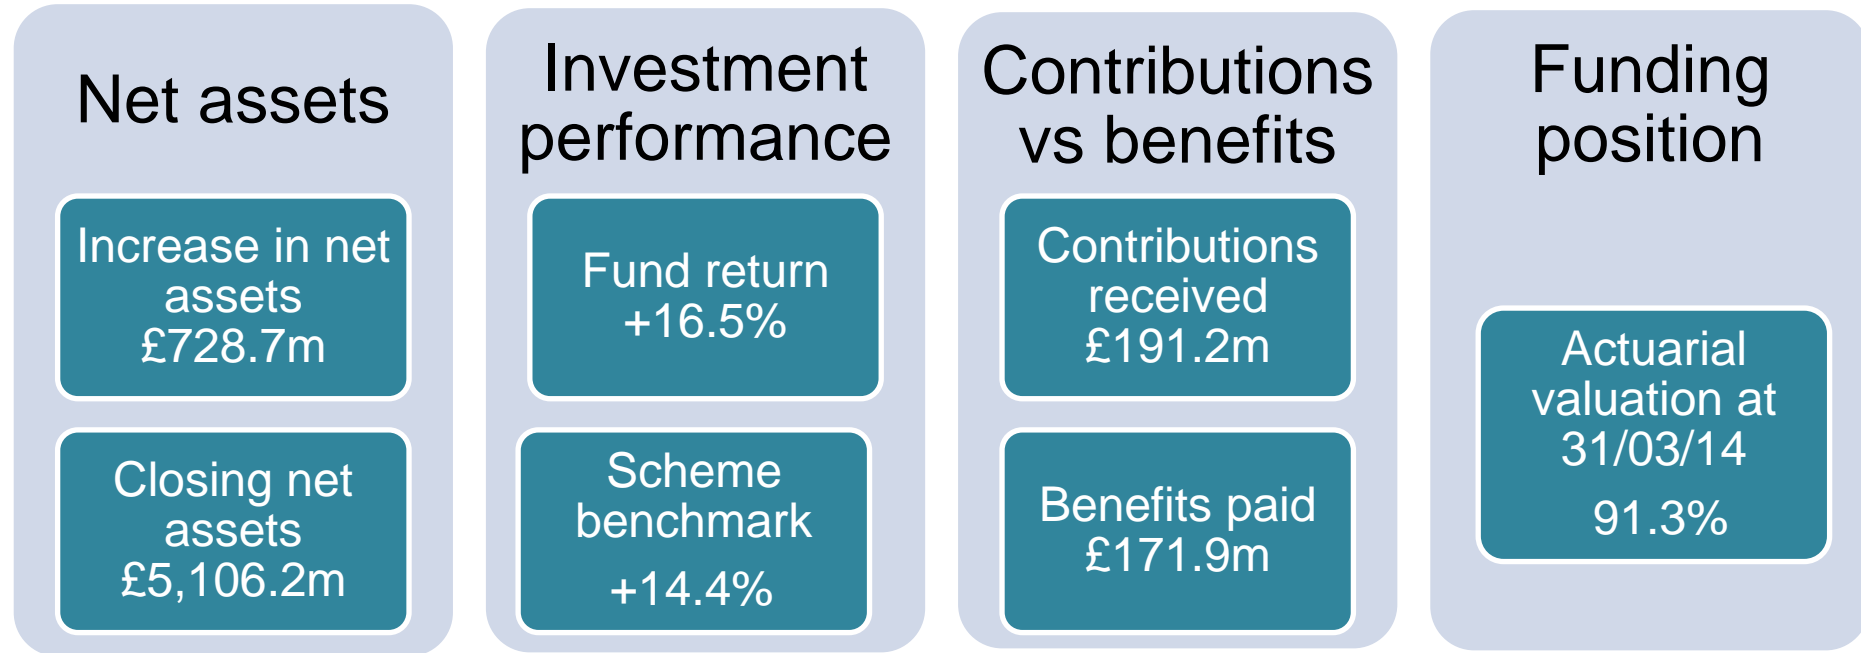 Net assets
Increase in net
assets
£728.7m
Closing net
assets
£5,106.2m
Investment
performance
Fund return
+16.5%
Scheme
benchmark
+14.4%
Contributions
vs benefits
Contributions
received
£191.2m
Benefits paid
£171.9m
Funding
position
Actuarial
valuation at
31/03/14
91.3%